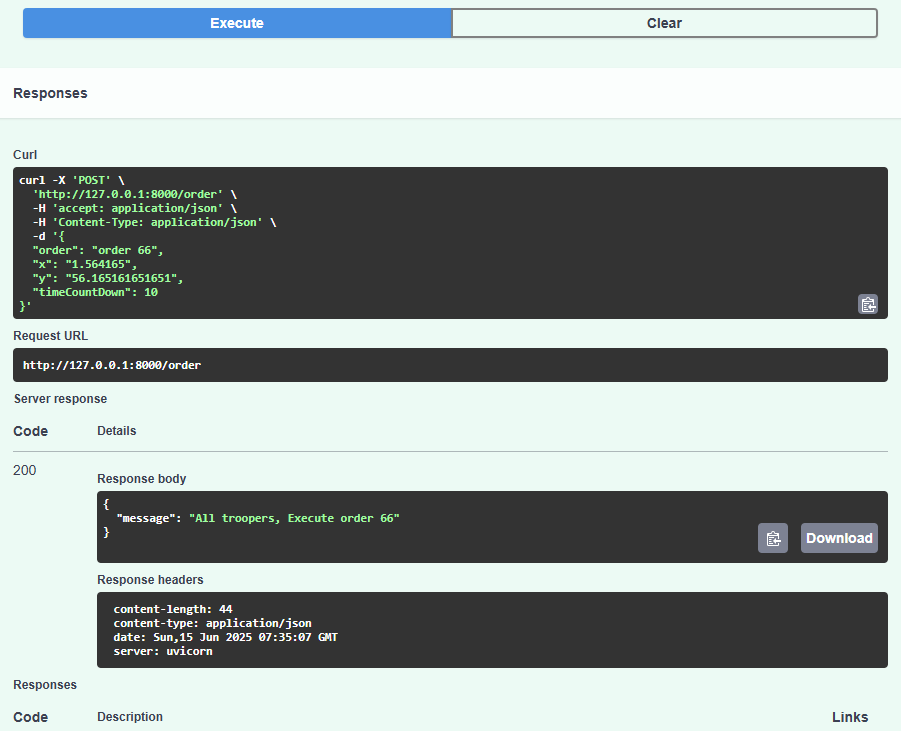 Execute
Clear
Responses
Curl
curl -X 'POST' \
  'http://127.0.0.1:8000/order' \
  -H 'accept: application/json' \
  -H 'Content-Type: application/json' \
  -d '{
  "order": "order 66",
  "x": "1.564165",
  "y": "56.165161651651",
  "timeCountDown": 10
}'
Request URL
http://127.0.0.1:8000/order
Server response
Code Details
200
Response body
{
  "message": "All troopers, Execute order 66"
}
Download
Response headers
content-length: 44
content-type: application/json
date: Sun,15 Jun 2025 07:35:07 GMT
server: uvicorn
Responses
Code Description Links